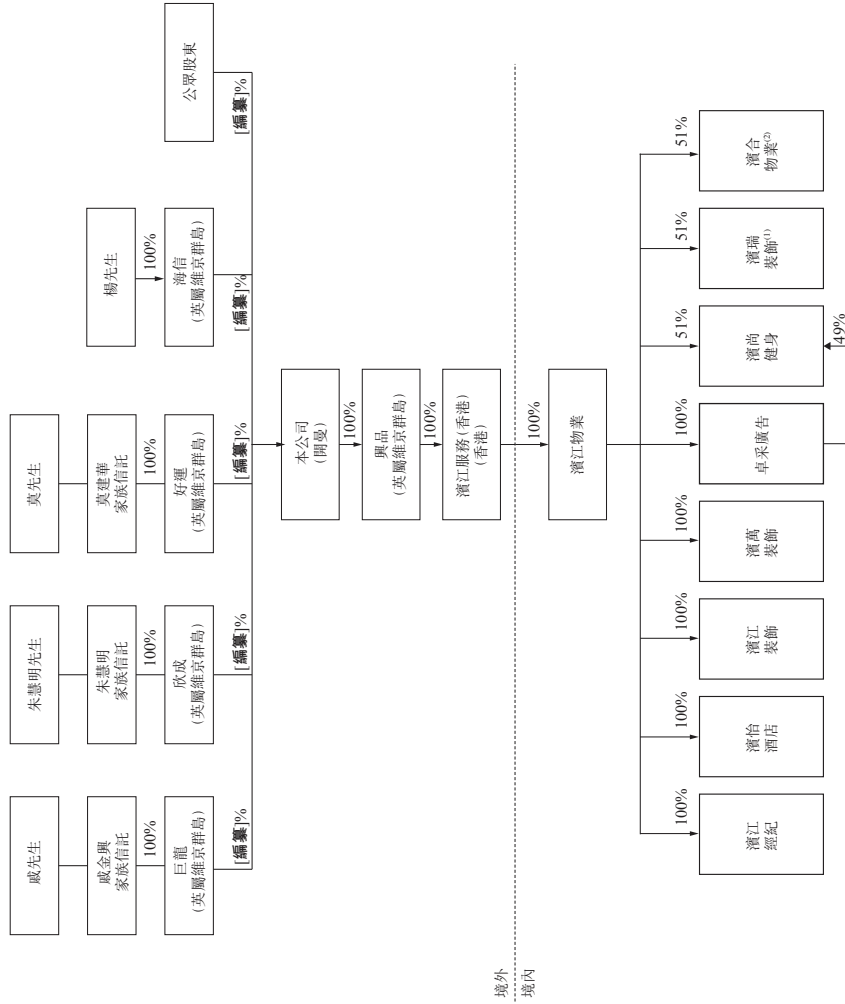 戚先生
朱慧明先生
莫先生
楊先生
公眾股東
戚金興
家族信託
朱慧明
家族信託
莫建華
家族信託
100%
100%
100%
100%
巨龍
(英屬維京群島)
欣成
(英屬維京群島)
好運
(英屬維京群島)
海信
(英屬維京群島)
[編纂]%
[編纂]%
[編纂]%
[編纂]%
[編纂]%
本公司
(開曼)
100%
興品
(英屬維京群島)
100%
濱江服務(香港)
(香港)
境外
境內
100%
濱江物業
100%
100%
100%
100%
100%
51%
51%
51%
濱江
經紀
濱怡
酒店
濱江
裝飾
濱萬
裝飾
卓采廣告
濱尚
健身
濱瑞
裝飾(1)
濱合
物業(2)
49%